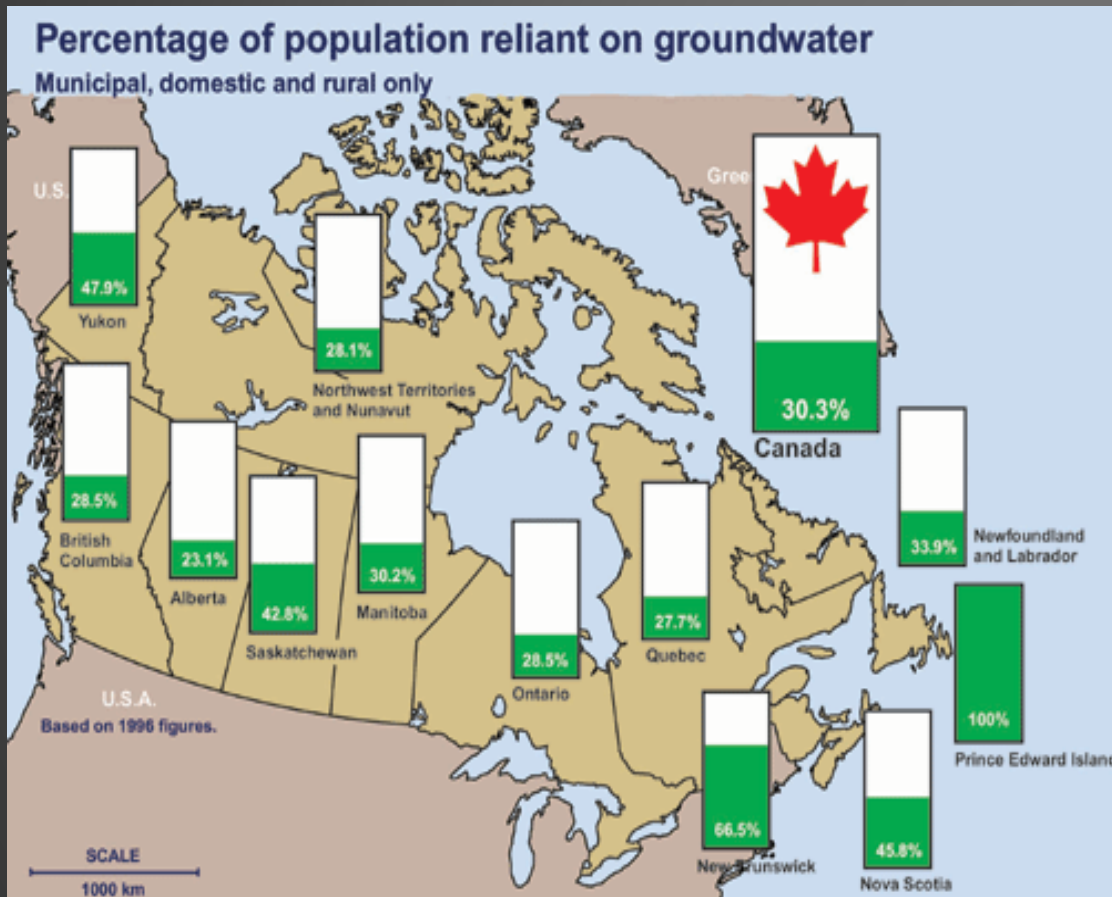 Percentage of population reliant on groundwater
Municipal, domestic and rural only
U.S.
Gree
47.9%
Yukon
28.1%
Northwest Territories
and Nunavut
30.3%
Canada
28.5%
British
Columbia
23.1%
Alberta
42.8%
Saskatchewan
30.2%
Manitoba
28.5%
Ontario
27.7%
Quebec
33.9%
Newfoundland
and Labrador
100%
Prince Edward Island
66.5%
New Brunswick
45.8%
Nova Scotia
U.S.A.
Based on 1996 figures.
SCALE
1000 km